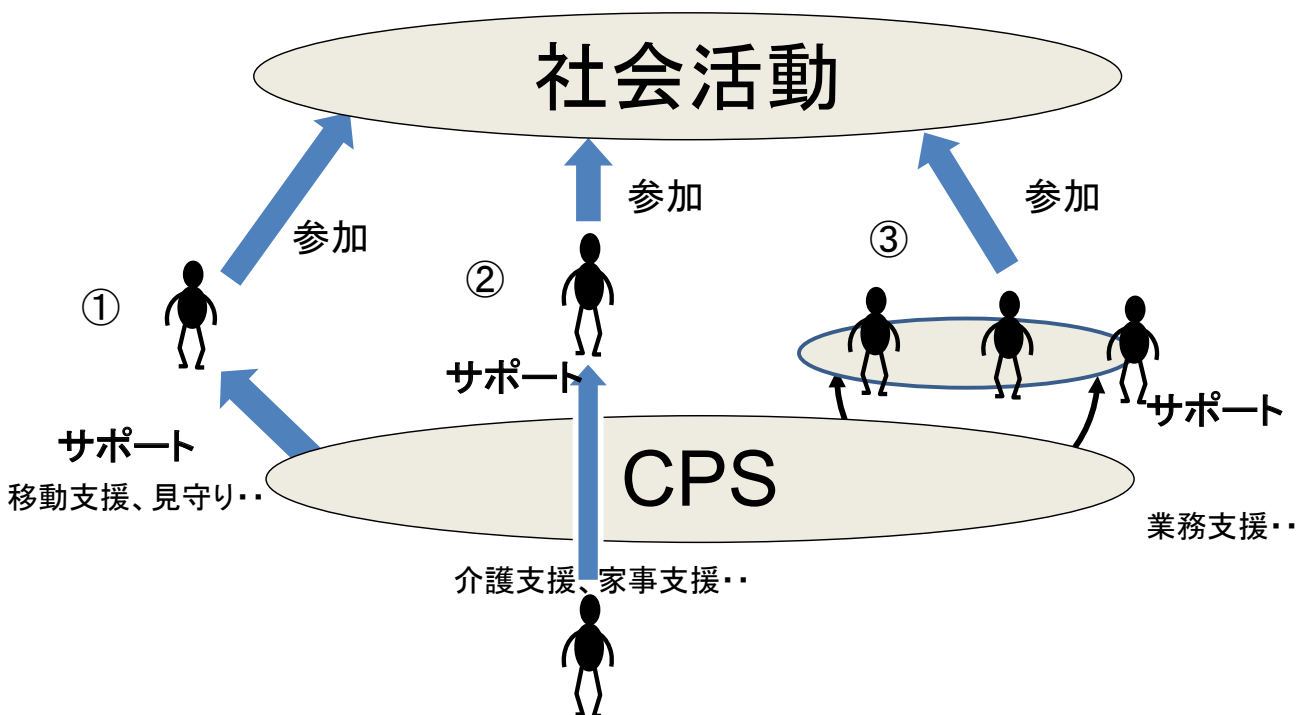 社会活動
参加
参加
参加
①
②
③
サポート
サポート
サポート
移動支援、見守り・・
CPS
業務支援・・
介護支援、家事支援・・